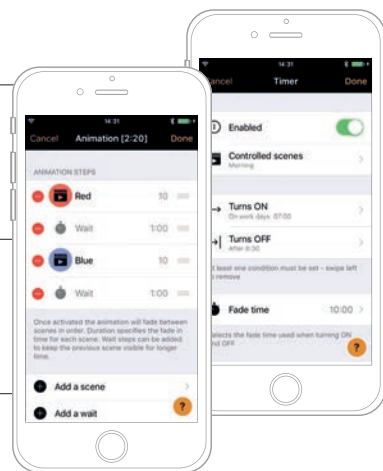 14:31
Cancel Animation [2:20] Done
ANIMATION STEPS
Red 10
Wait 1:00
Blue 10
Wait 1:00
Once activated the animation will fade between
scenes in order. Duration specifies the fade in
time for each scene. Wait steps can be added
to keep the previous scene visible for longer
time.
Add a scene
Add a wait
?
14:31
Timer Done
Enabled
Controlled scenes
Morning
Turns ON
On work days 07:00
Turns OFF
After 8:30
least one condition must be set - swipe left
remove
Fade time 10:00
the fade time used when turning ON
OFF
?